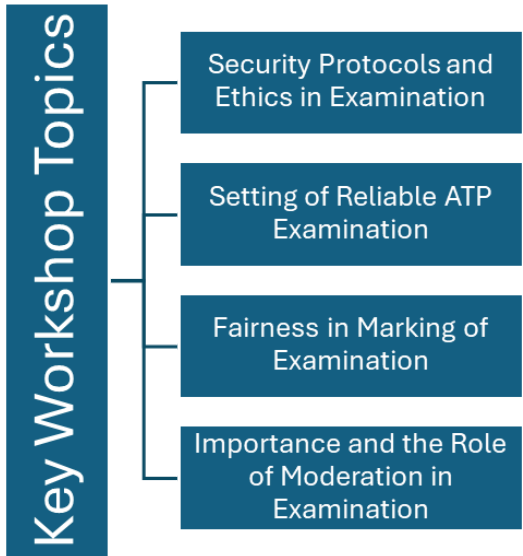 Key Workshop Topics
Security Protocols and
Ethics in Examination
Setting of Reliable ATP
Examination
Fairness in Marking of
Examination
Importance and the Role
of Moderation in
Examination